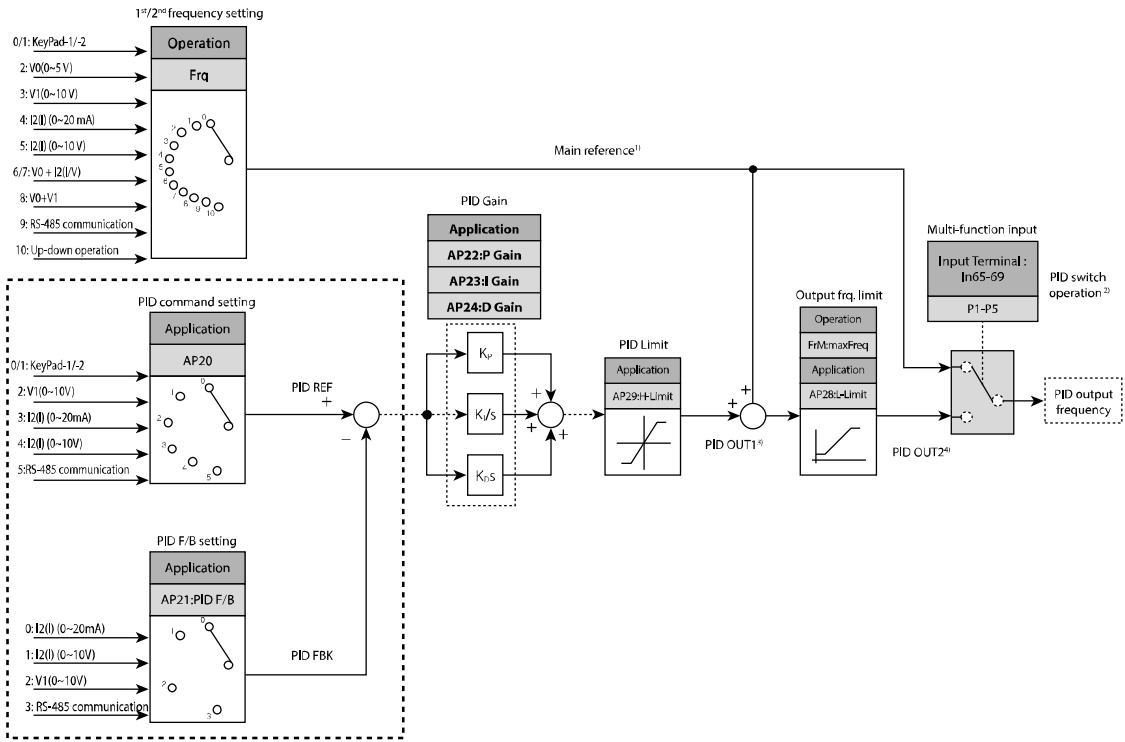 1st/2nd frequency setting
Operation
Frq
0/1: KeyPad-1/-2
2: V0(0~5 V)
3: V1(0~10 V)
4: I2(I) (0~20 mA)
5: I2(I) (0~10 V)
6/7: V0 + I2(I/V)
8: V0+V1
9: RS-485 communication
10: Up-down operation
0
1
2
3
4
5
6
7
8
9
10
Main reference1)
PID command setting
Application
AP20
0/1: KeyPad-1/-2
2: V1(0~10V)
3: I2(I) (0~20mA)
4: I2(I) (0~10V)
5:RS-485 communication
0
1
2
3
4
5
PID REF
+
−
PID F/B setting
Application
AP21:PID F/B
0: I2(I) (0~20mA)
1: I2(I) (0~10V)
2: V1(0~10V)
3: RS-485 communication
0
1
2
3
PID FBK
PID Gain
Application
AP22:P Gain
AP23:I Gain
AP24:D Gain
KP
KI/s
KDs
+
+
+
PID Limit
Application
AP29:H-Limit
PID OUT13)
+
+
Output frq. limit
Operation
FrM:maxFreq
Application
AP28:L-Limit
PID OUT24)
Multi-function input
Input Terminal :
In65-69
P1-P5
PID switch
operation 2)
PID output
frequency